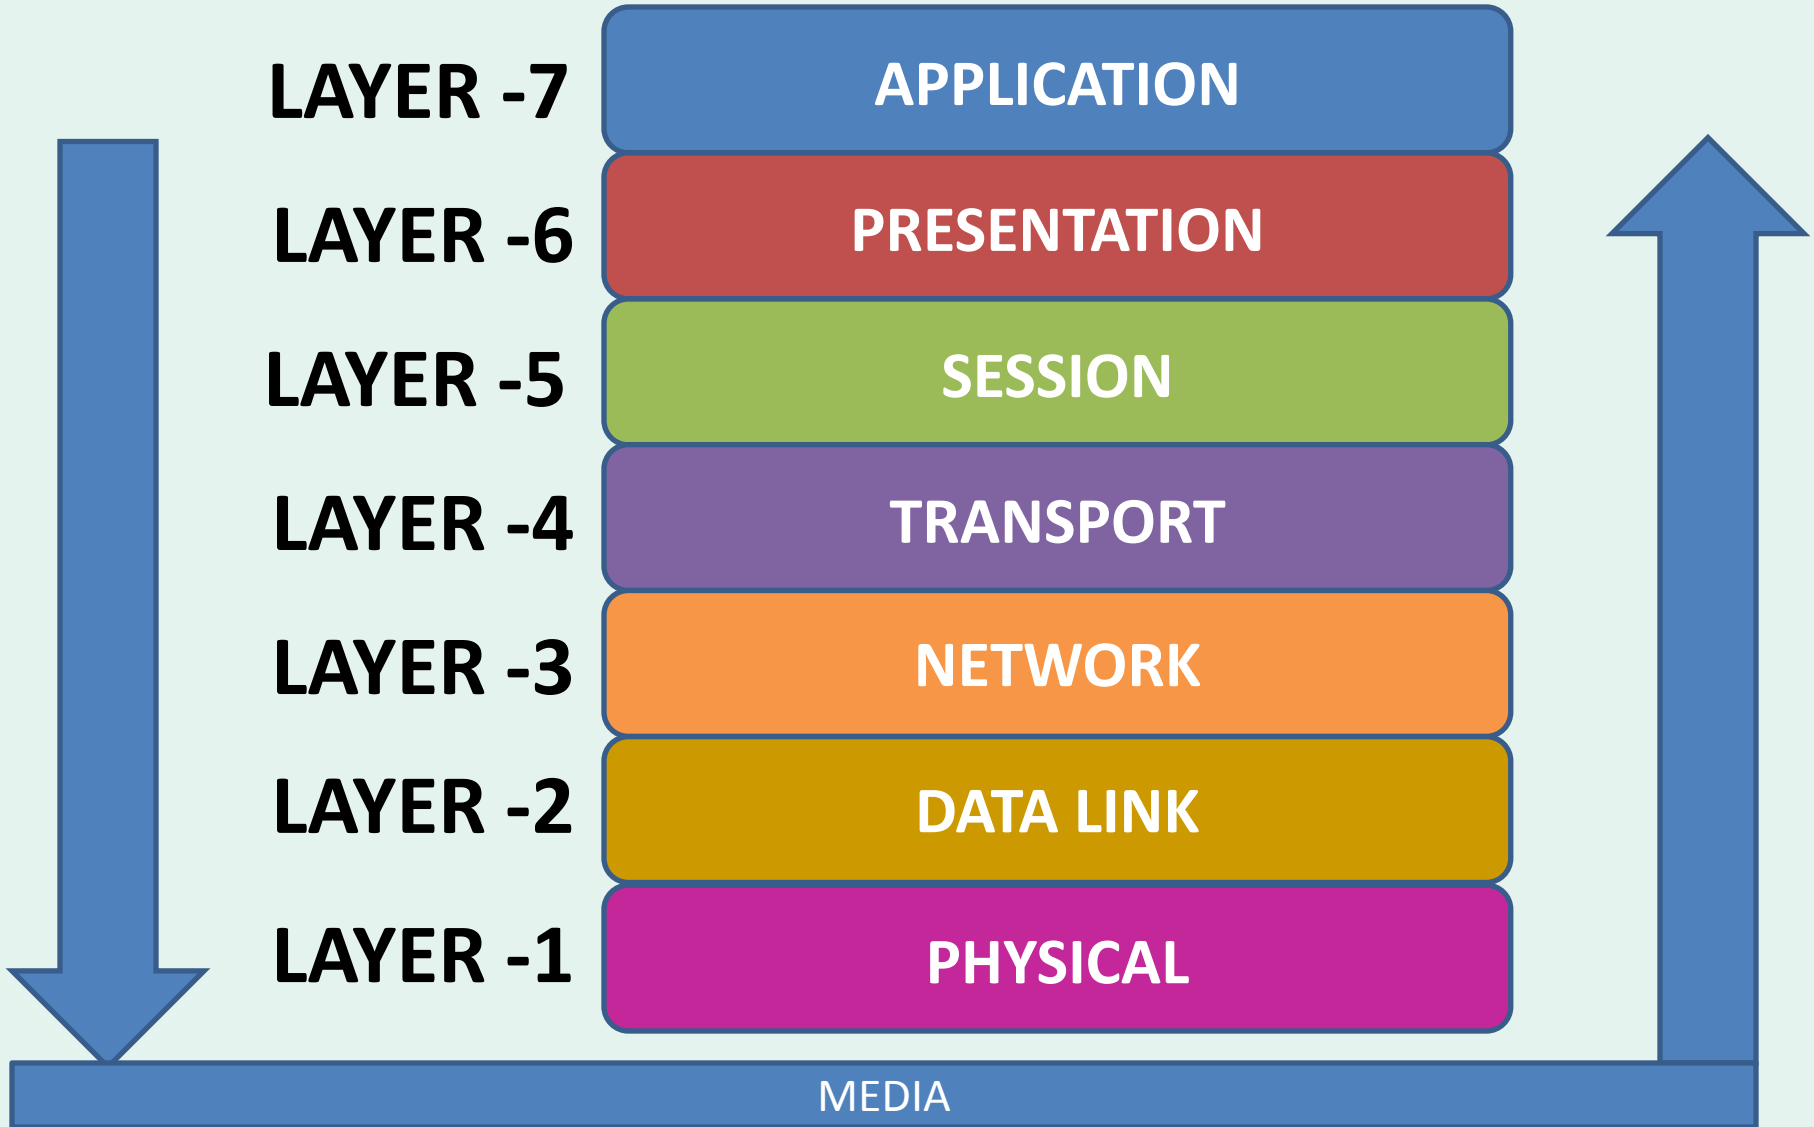 LAYER -7 APPLICATION
LAYER -6 PRESENTATION
LAYER -5 SESSION
LAYER -4 TRANSPORT
LAYER -3 NETWORK
LAYER -2 DATA LINK
LAYER -1 PHYSICAL
MEDIA